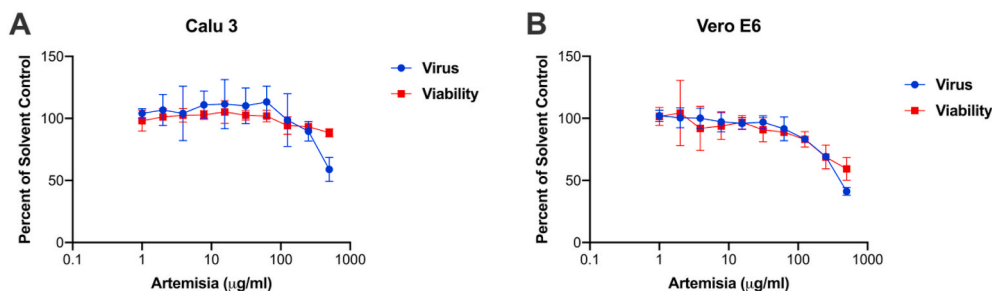 A
Calu 3
Percent of Solvent Control
150
100
50
0
0.1
1
10
100
1000
Artemisia (μg/ml)
Virus
Viability
B
Vero E6
Percent of Solvent Control
150
100
50
0
0.1
1
10
100
1000
Artemisia (μg/ml)
Virus
Viability